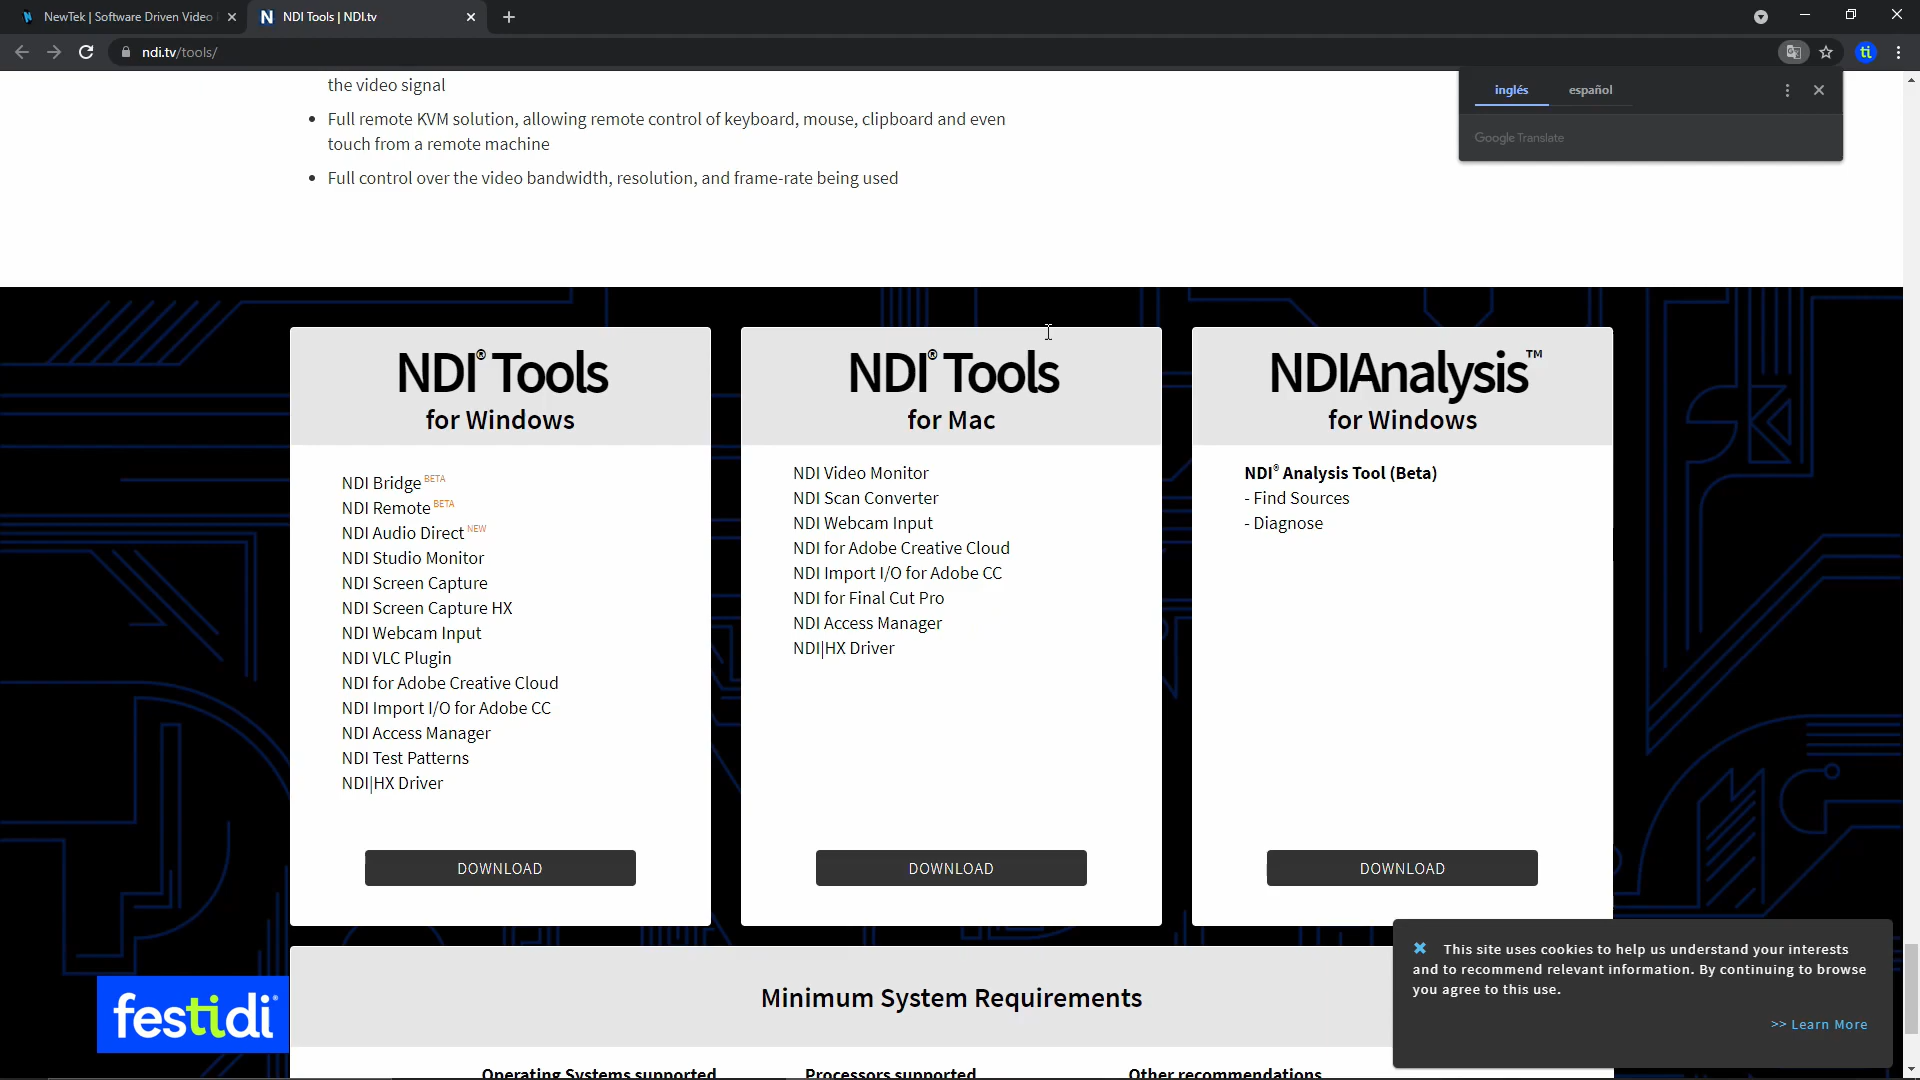 NewTek | Software Driven Video
NDI Tools | NDI.tv
ndi.tv/tools/
the video signal
Full remote KVM solution, allowing remote control of keyboard, mouse, clipboard and even
touch from a remote machine
Full control over the video bandwidth, resolution, and frame-rate being used
inglés español
Google Translate
NDI® Tools
for Windows
NDI Bridge BETA
NDI Remote BETA
NDI Audio Direct NEW
NDI Studio Monitor
NDI Screen Capture
NDI Screen Capture HX
NDI Webcam Input
NDI VLC Plugin
NDI for Adobe Creative Cloud
NDI Import I/O for Adobe CC
NDI Access Manager
NDI Test Patterns
NDI|HX Driver
DOWNLOAD
NDI® Tools
for Mac
NDI Video Monitor
NDI Scan Converter
NDI Webcam Input
NDI for Adobe Creative Cloud
NDI Import I/O for Adobe CC
NDI for Final Cut Pro
NDI Access Manager
NDI|HX Driver
DOWNLOAD
NDIAnalysis™
for Windows
NDI® Analysis Tool (Beta)
- Find Sources
- Diagnose
DOWNLOAD
Minimum System Requirements
Operating Systems supported
Processors supported
Other recommendations
This site uses cookies to help us understand your interests
and to recommend relevant information. By continuing to browse
you agree to this use.
>> Learn More
festidi
ti